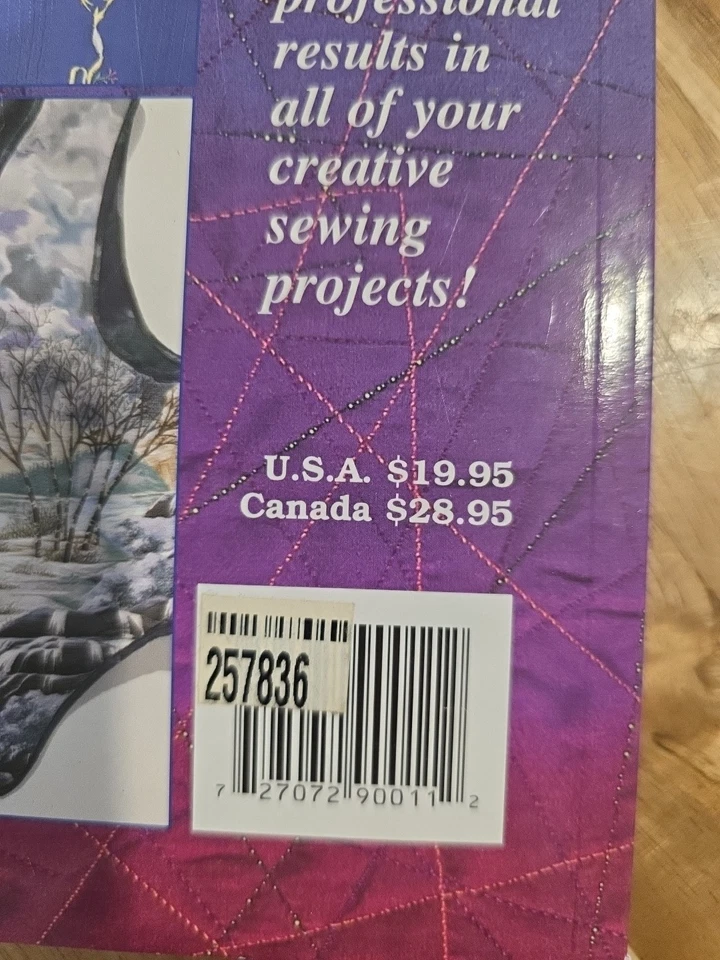 professional
results in
all of your
creative
sewing
projects!
U.S.A. $19.95
Canada $28.95
257836
7 27072 90011 2